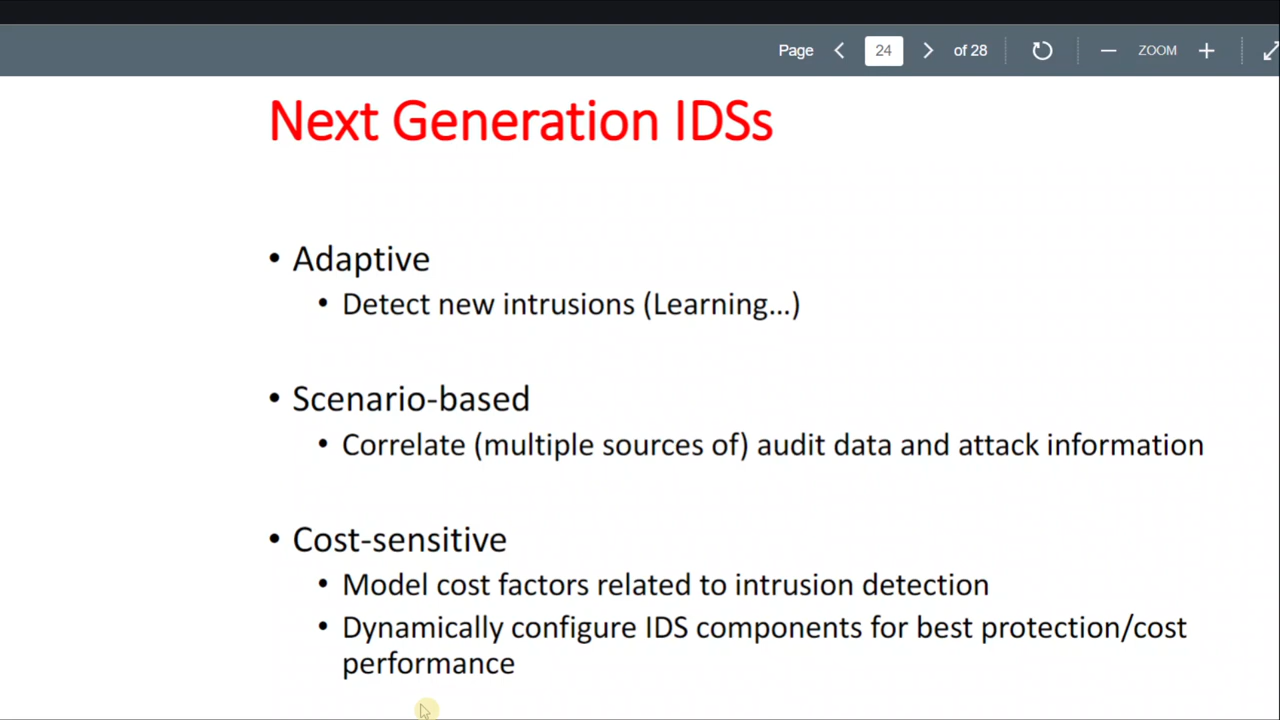 Page 24 of 28 ZOOM
Next Generation IDSs
• Adaptive
• Detect new intrusions (Learning...)
• Scenario-based
• Correlate (multiple sources of) audit data and attack information
• Cost-sensitive
• Model cost factors related to intrusion detection
• Dynamically configure IDS components for best protection/cost
performance